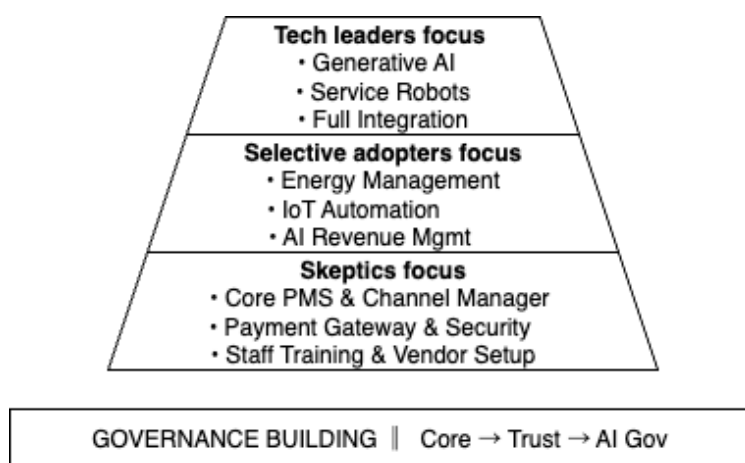 Tech leaders focus
• Generative AI
• Service Robots
• Full Integration
Selective adopters focus
• Energy Management
• IoT Automation
• AI Revenue Mgmt
Skeptics focus
• Core PMS & Channel Manager
• Payment Gateway & Security
• Staff Training & Vendor Setup
GOVERNANCE BUILDING ‖ Core → Trust → AI Gov